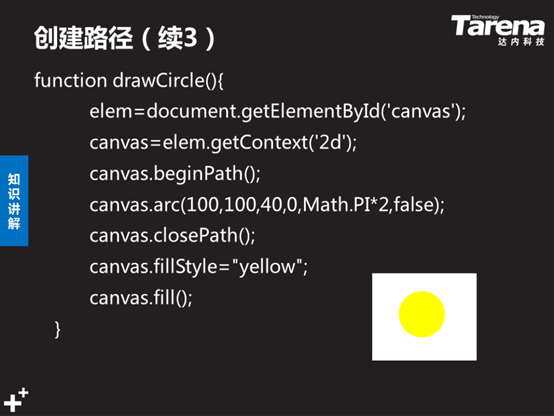 创建路径（续3）
Technology
Tarena
达内科技
function drawCircle(){
elem=document.getElementById('canvas');
canvas=elem.getContext('2d');
canvas.beginPath();
canvas.arc(100,100,40,0,Math.PI*2,false);
canvas.closePath();
canvas.fillStyle="yellow";
canvas.fill();
}
知识讲解